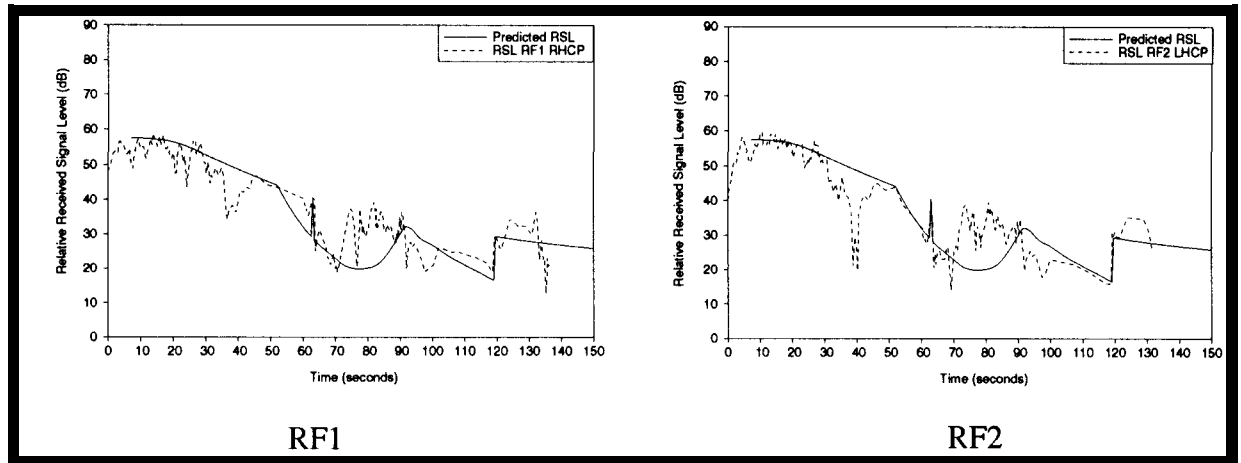 Relative Received Signal Level (dB)
90
80
70
60
50
40
30
20
10
0
Predicted RSL
RSL RF1 RHCP
0 10 20 30 40 50 60 70 80 90 100 110 120 130 140 150
Time (seconds)
RF1
Relative Received Signal Level (dB)
90
80
70
60
50
40
30
20
10
0
Predicted RSL
RSL RF2 LHCP
0 10 20 30 40 50 60 70 80 90 100 110 120 130 140 150
Time (seconds)
RF2